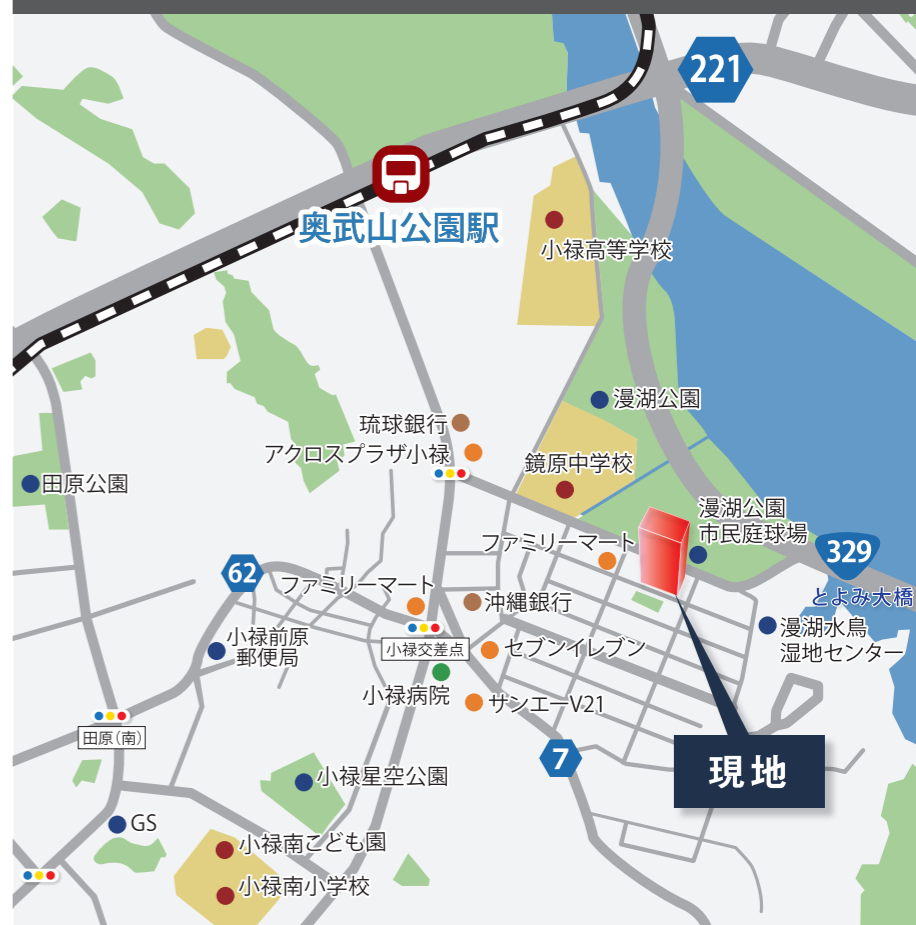 221
奥武山公園駅
小禄高等学校
漫湖公園
琉球銀行
アクロスプラザ小禄
鏡原中学校
田原公園
漫湖公園
市民庭球場
ファミリーマート
329
とよみ大橋
62
ファミリーマート
沖縄銀行
漫湖水鳥
湿地センター
小禄前原
郵便局
小禄交差点
セブンイレブン
小禄病院
サンエーV21
田原(南)
7
現地
小禄星空公園
GS
小禄南こども園
小禄南小学校